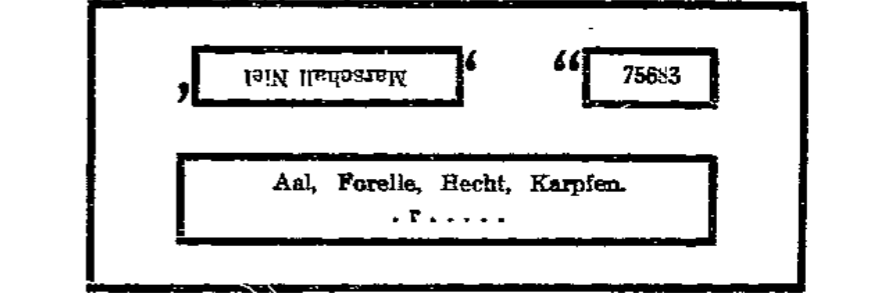 ‚Marschall Niel‘ “75683
Aal, Forelle, Hecht, Karpfen.
. r . . . . .